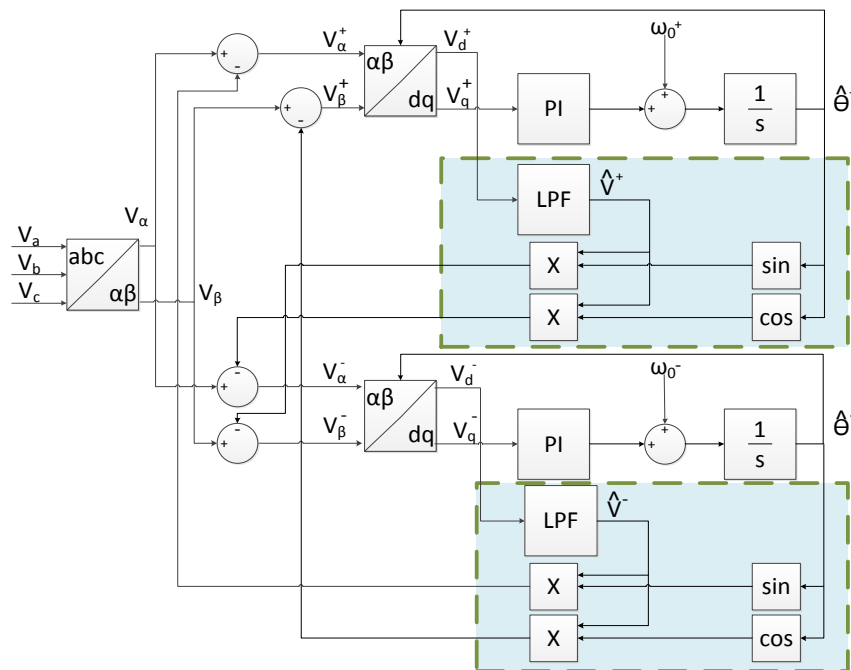 V_α^+ αβ dq V_d^+ ω_0^+
V_β^+ V_q^+ PI 1/s θ̂
LPF V̂^+
V_α
V_a abc αβ
V_b
V_c V_β
X sin
X cos
V_α^- αβ dq V_d^- ω_0^-
V_β^- V_q^- PI 1/s θ̂
LPF V̂^-
X sin
X cos
+ - + - + + - + - + + +